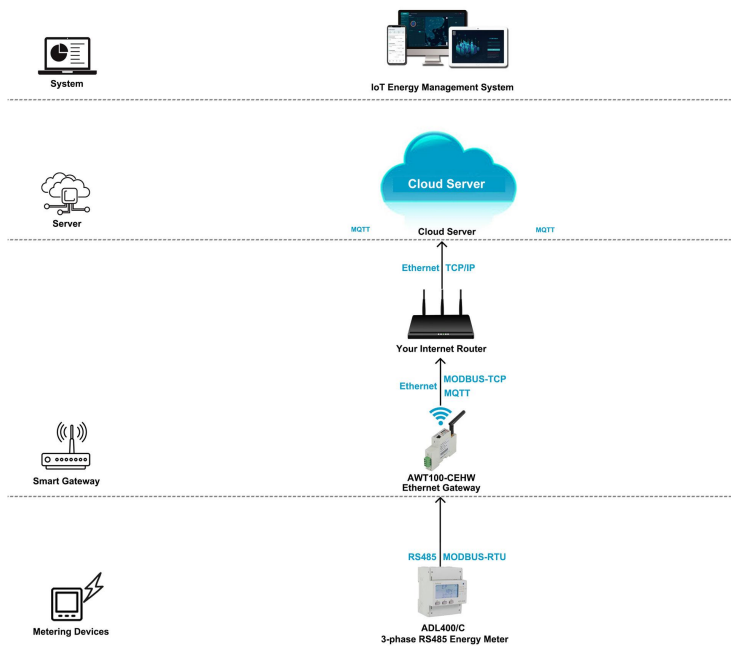 System
IoT Energy Management System
Cloud Server
Server
MQTT
Cloud Server
MQTT
Ethernet TCP/IP
Your Internet Router
Ethernet
MODBUS-TCP
MQTT
Smart Gateway
AWT100-CEHW
Ethernet Gateway
RS485 MODBUS-RTU
Metering Devices
ADL400/C
3-phase RS485 Energy Meter